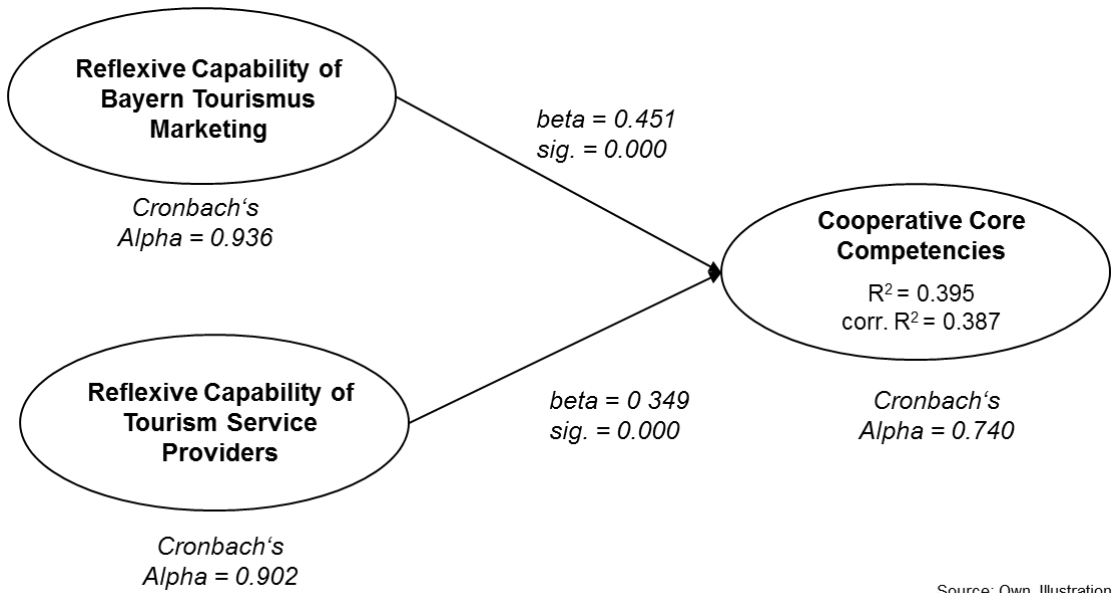 Reflexive Capability of
Bayern Tourismus
Marketing
Cronbach‘s
Alpha = 0.936
beta = 0.451
sig. = 0.000
Cooperative Core
Competencies
R² = 0.395
corr. R² = 0.387
Cronbach‘s
Alpha = 0.740
Reflexive Capability of
Tourism Service
Providers
beta = 0 349
sig. = 0.000
Cronbach‘s
Alpha = 0.902
Source: Own Illustration